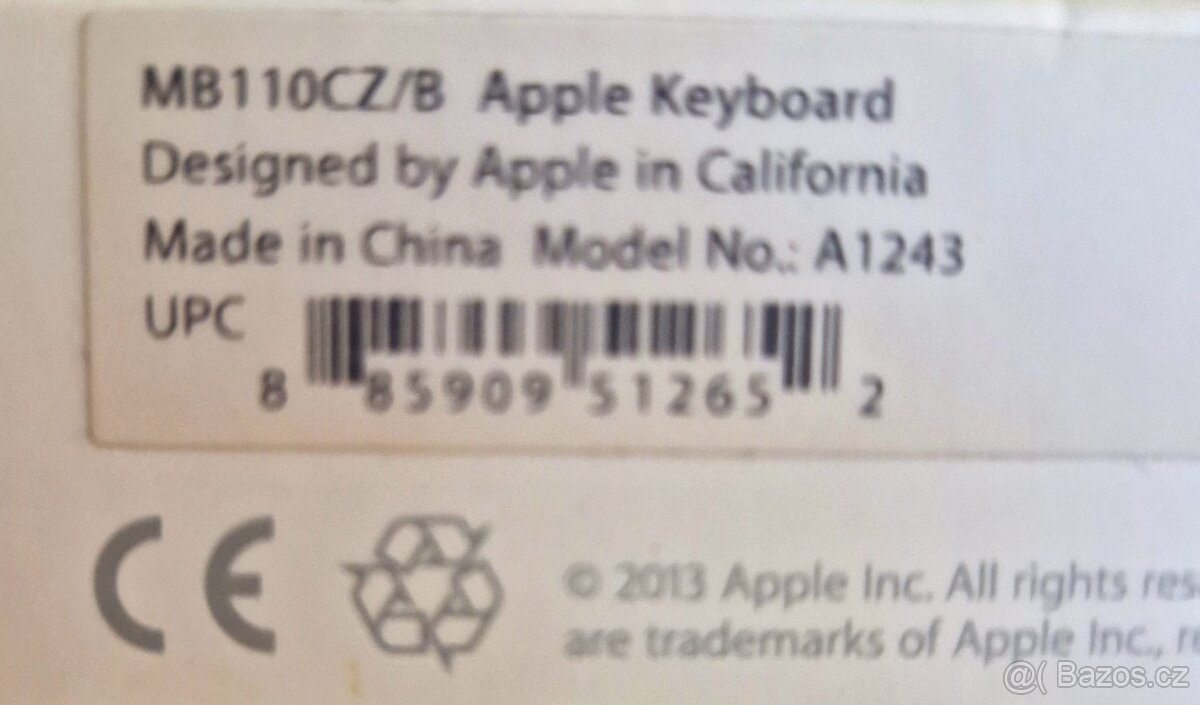 MB110CZ/B Apple Keyboard
Designed by Apple in California
Made in China Model No.: A1243
UPC
8 85909 51265 2
CE
© 2013 Apple Inc. All rights res
are trademarks of Apple Inc., r
@( Bazos.cz